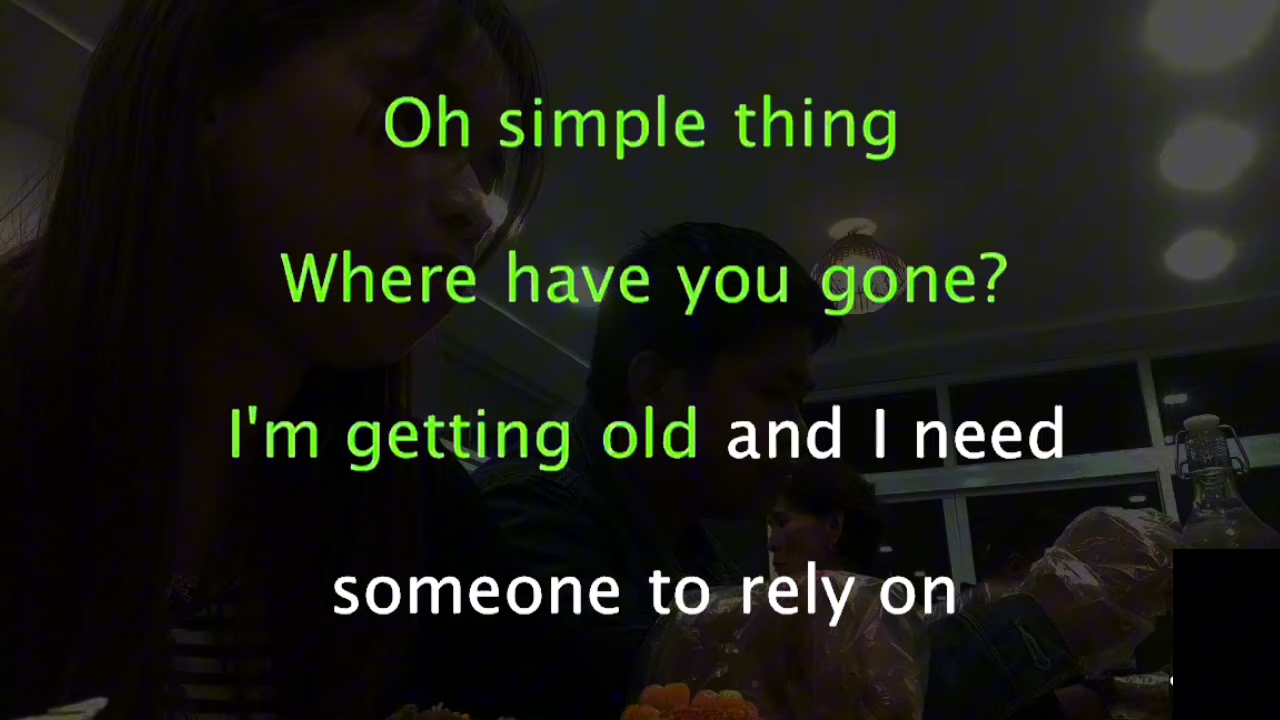 Oh simple thing
Where have you gone?
I'm getting old and I need
someone to rely on